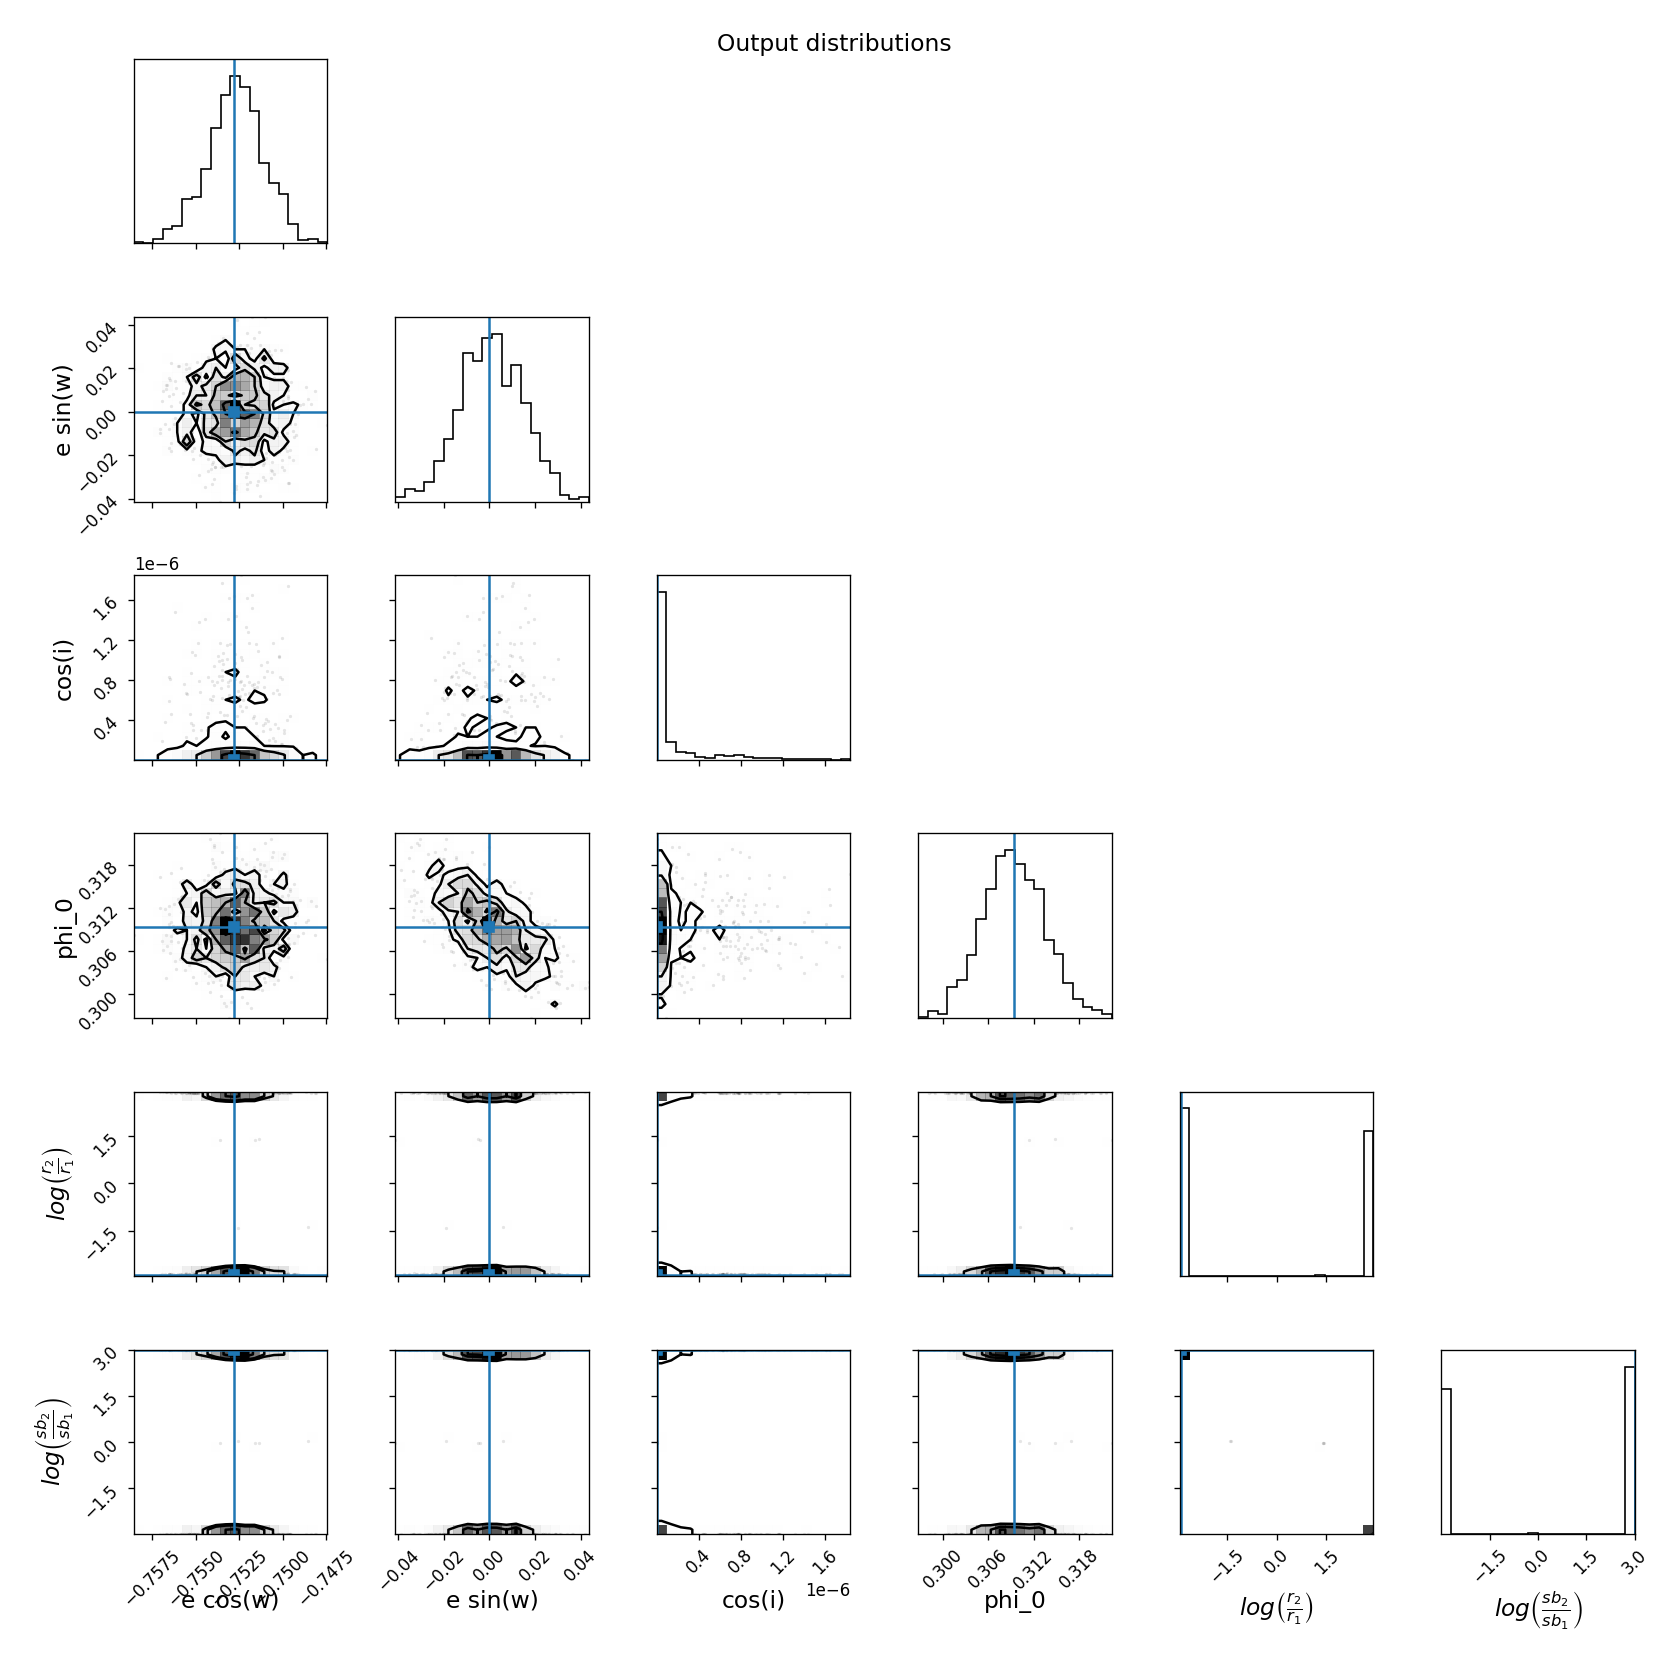 Output distributions
e sin(w)
0.04
0.02
0.00
−0.02
−0.04
1e−6
cos(i)
1.6
1.2
0.8
0.4
phi_0
0.318
0.312
0.306
0.300
log(r2/r1)
1.5
0.0
−1.5
log(sb2/sb1)
3.0
1.5
0.0
−1.5
−0.7575 −0.7550 −0.7525 −0.7500 −0.7475
e cos(w)
−0.04 −0.02 0.00 0.02 0.04
e sin(w)
0.4 0.8 1.2 1.6
1e−6
cos(i)
0.300 0.306 0.312 0.318
phi_0
−1.5 0.0 1.5
log(r2/r1)
−1.5 0.0 1.5 3.0
log(sb2/sb1)